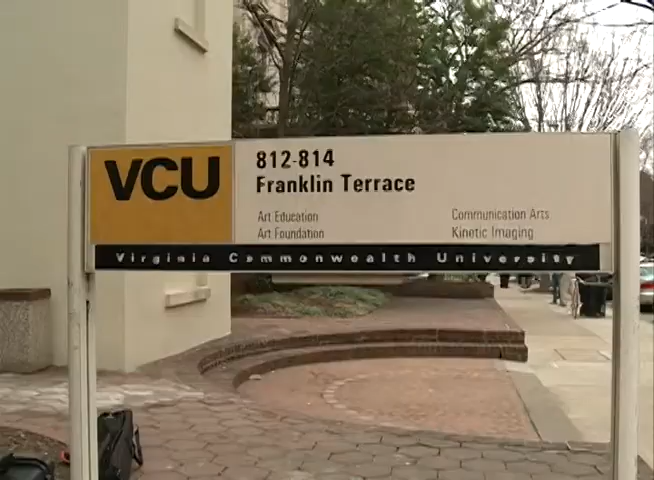 VCU
812-814
Franklin Terrace
Art Education
Art Foundation
Communication Arts
Kinetic Imaging
Virginia Commonwealth University